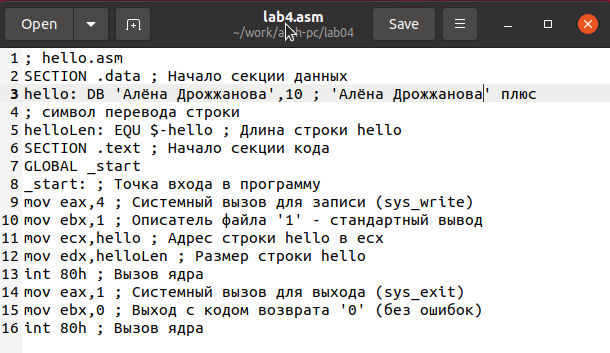 Open
lab4.asm
~/work/arch-pc/lab04
Save
1 ; hello.asm
2 SECTION .data ; Начало секции данных
3 hello: DB 'Алёна Дрожжанова',10 ; 'Алёна Дрожжанова' плюс
4 ; символ перевода строки
5 helloLen: EQU $-hello ; Длина строки hello
6 SECTION .text ; Начало секции кода
7 GLOBAL _start
8 _start: ; Точка входа в программу
9 mov eax,4 ; Системный вызов для записи (sys_write)
10 mov ebx,1 ; Описатель файла '1' - стандартный вывод
11 mov ecx,hello ; Адрес строки hello в ecx
12 mov edx,helloLen ; Размер строки hello
13 int 80h ; Вызов ядра
14 mov eax,1 ; Системный вызов для выхода (sys_exit)
15 mov ebx,0 ; Выход с кодом возврата '0' (без ошибок)
16 int 80h ; Вызов ядра